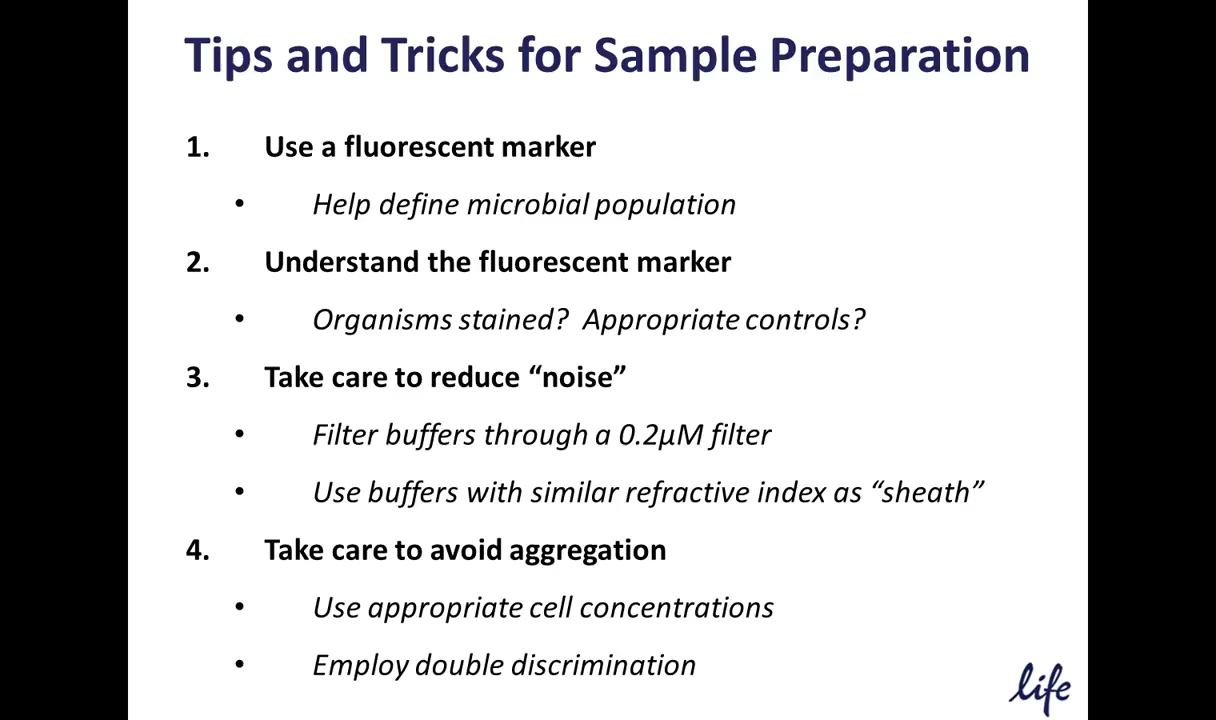 Tips and Tricks for Sample Preparation
1. Use a fluorescent marker
• Help define microbial population
2. Understand the fluorescent marker
• Organisms stained? Appropriate controls?
3. Take care to reduce “noise”
• Filter buffers through a 0.2µM filter
• Use buffers with similar refractive index as “sheath”
4. Take care to avoid aggregation
• Use appropriate cell concentrations
• Employ double discrimination
life